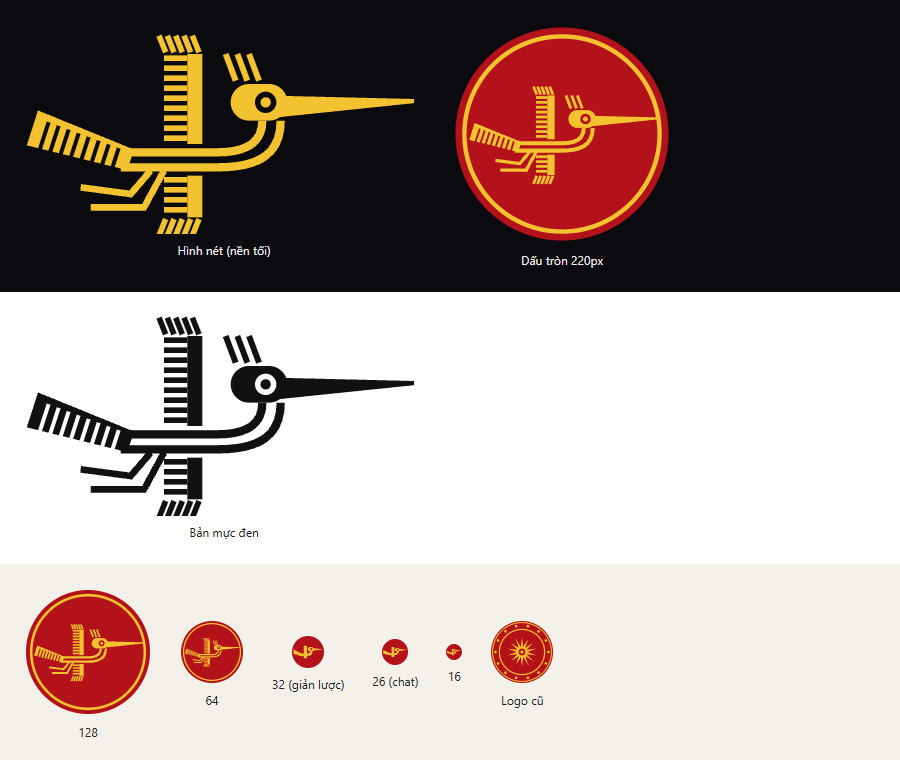 Hình nét (nền tối)
Dấu tròn 220px
Bản mực đen
128
64
32 (giản lược)
26 (chat)
16
Logo cũ